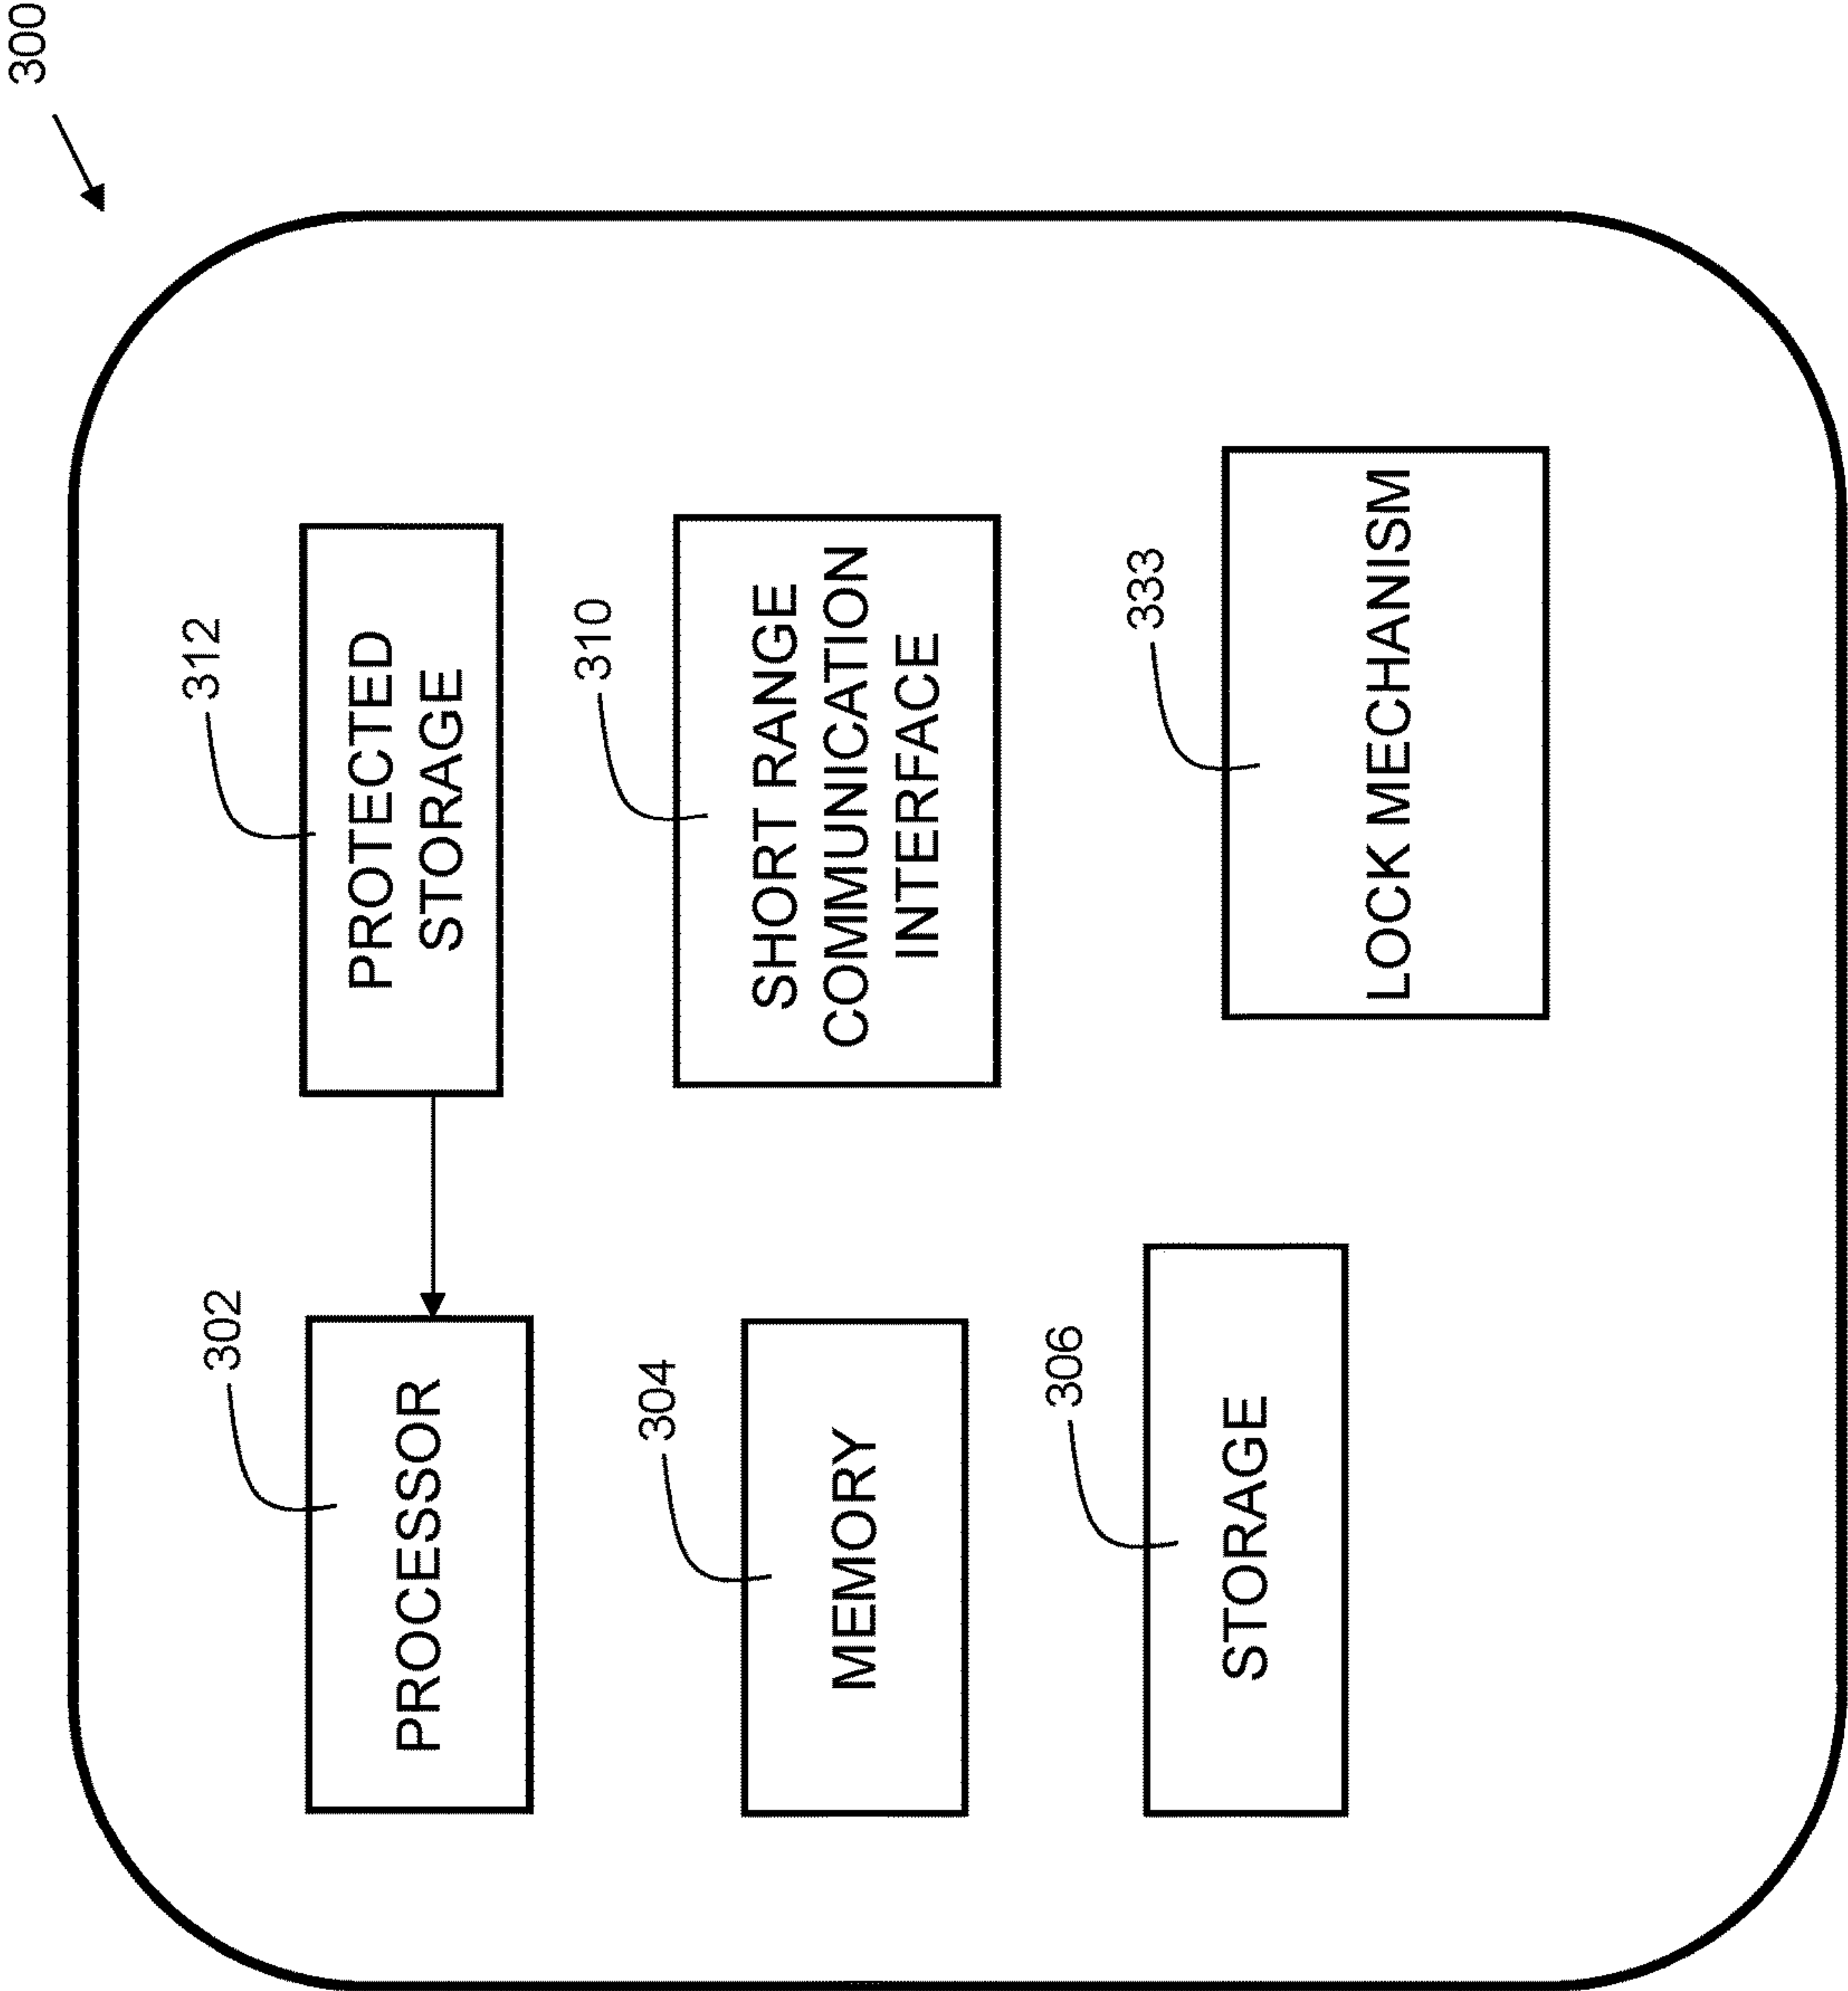 300
302
PROCESSOR
312
PROTECTED
STORAGE
304
MEMORY
310
SHORT RANGE
COMMUNICATION
INTERFACE
306
STORAGE
333
LOCK MECHANISM